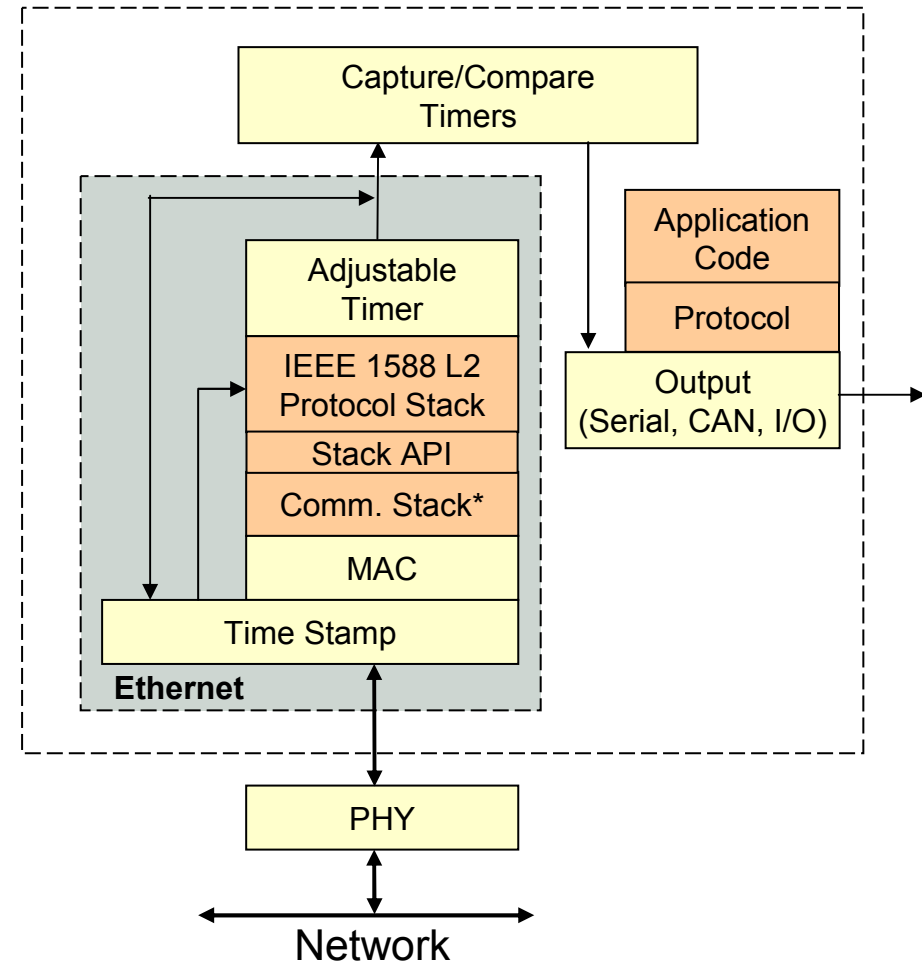 Capture/Compare
Timers
Adjustable
Timer
IEEE 1588 L2
Protocol Stack
Stack API
Comm. Stack*
MAC
Time Stamp
Ethernet
Application
Code
Protocol
Output
(Serial, CAN, I/O)
PHY
Network